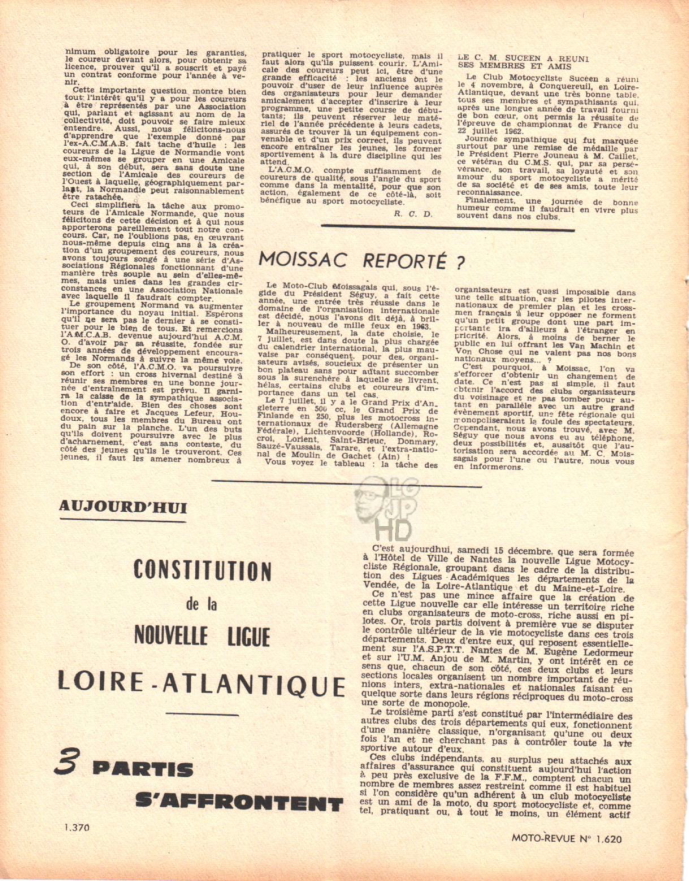 nimum obligatoire pour les garanties,
le coureur devant alors, pour obtenir sa
licence, prouver qu'il a souscrit et payé
un contrat conforme pour l'année à ve-
nir.
Cette importante question montre bien
tout l'intérêt qu'il y a pour les coureurs
à être représentés par une Association
qui, parlant et agissant au nom de la
collectivité, doit pouvoir se faire mieux
entendre. Aussi, nous félicitons-nous
d'apprendre que l'exemple donné par
l'ex-A.C.M.A.B. fait tache d'huile : les
coureurs de la Ligue de Normandie vont
eux-mêmes se grouper en une Amicale
qui, à son début, sera sans doute une
section de l'Amicale des coureurs de
l'Ouest à laquelle, géographiquement par-
lant, la Normandie peut raisonnablement
être rattachée.
Ceci simplifiera la tâche aux promo-
teurs de l'Amicale Normande, que nous
félicitons de cette décision et à qui nous
apporterons pareillement tout notre con-
cours. Car, ne l'oublions pas, en œuvrant
nous-même depuis cinq ans à la créa-
tion d'un groupement des coureurs, nous
avons toujours songé à une série d'As-
sociations Régionales fonctionnant d'une
manière très souple au sein d'elles-mê-
mes, mais unies dans les grandes cir-
constances en une Association Nationale
avec laquelle il faudrait compter.
Le groupement Normand va augmenter
l'importance du noyau initial. Espérons
qu'il ne sera pas le dernier à se consti-
tuer pour le bien de tous. Et remercions
l'A.M.C.A.B. devenue aujourd'hui A.C.M.
O. d'avoir par sa réussite, fondée sur
trois années de développement encoura-
gé les Normands à suivre la même voie.
De son côté, l'A.C.M.O. va poursuivre
son effort : un cross hivernal destiné à
réunir ses membres en une bonne jour-
née d'entraînement est prévu. Il garni-
ra la caisse de la sympathique associa-
tion d'entr'aide. Bien des choses sont
encore à faire et Jacques Lefeur, Hou-
doux, tous les membres du Bureau ont
du pain sur la planche. L'un des buts
qu'ils doivent poursuivre avec le plus
d'acharnement, c'est sans conteste, du
côté des jeunes qu'ils le trouveront. Ces
jeunes, il faut les amener nombreux à
pratiquer le sport motocycliste, mais il
faut alors qu'ils puissent courir. L'Ami-
cale des coureurs peut ici, être d'une
grande efficacité : les anciens ont le
pouvoir d'user de leur influence auprès
des organisateurs pour leur demander
amicalement d'accepter d'inscrire à leur
programme, une petite course de débu-
tants; ils peuvent réserver leur maté-
riel de l'année précédente à leurs cadets,
assurés de trouver là un équipement con-
venable et d'un prix correct, ils peuvent
encore entraîner les jeunes, les former
sportivement à la dure discipline qui les
attend.
L'A.C.M.O. compte suffisamment de
coureurs de qualité, sous l'angle du sport
comme dans la mentalité, pour que son
action, également de ce côté-là, soit
bénéfique au sport motocycliste.
R. C. D.
LE C. M. SUCEEN A REUNI
SES MEMBRES ET AMIS
Le Club Motocycliste Suceen a réuni
le 4 novembre, à Conquereuil, en Loire-
Atlantique, devant une très bonne table,
tous ses membres et sympathisants qui,
après une longue année de travail fourni
de bon cœur, ont permis la réussite de
l'épreuve de championnat de France du
22 juillet 1962.
Journée sympathique qui fut marquée
surtout par une remise de médaille par
le Président Pierre Jouneau à M. Caillet,
ce vétéran du C.M.S. qui, par sa persé-
vérance, son travail, sa loyauté et son
amour du sport motocycliste a mérité
de sa société et de ses amis, toute leur
reconnaissance.
Finalement, une journée de bonne
humeur comme il faudrait en vivre plus
souvent dans nos clubs.
MOISSAC REPORTÉ ?
Le Moto-Club Moissagais qui, sous l'é-
gide du Président Séguy, a fait cette
année, une entrée très réussie dans le
domaine de l'organisation internationale
est décidé, nous l'avons dit déjà, à bril-
ler à nouveau de mille feux en 1963.
Malheureusement, la date choisie, le
7 juillet, est dans doute la plus chargée
du calendrier international, la plus mau-
vaise par conséquent, pour des, organi-
sateurs avisés, soucieux de présenter un
bon plateau sans pour autant succomber
sous la surenchère à laquelle se livrent,
hélas, certains clubs et coureurs d'im-
portance dans un tel cas.
Le 7 juillet, il y a le Grand Prix d'An-
gleterre en 500 cc, le Grand Prix de
Finlande en 250, plus les motocross in-
ternationaux de Rudersberg (Allemagne
Fédérale), Lichtenvoorde (Hollande), Ro-
croi, Lorient, Saint-Brieuc, Donmary,
Sauzé-Vaussais, Tarare, et l'extra-natio-
nal de Moulin de Gachet (Ain) !
Vous voyez le tableau : la tâche des
organisateurs est quasi impossible dans
une telle situation, car les pilotes inter-
nationaux de premier plan et les cross-
men français à leur opposer ne forment
qu'un petit groupe dont une part im-
portante ira d'ailleurs à l'étranger en
priorité. Alors, à moins de berner le
public en lui offrant les Van Machin et
Von Chose qui ne valent pas nos bons
nationaux moyens... ?
C'est pourquoi, à Moissac, l'on va
s'efforcer d'obtenir un changement de
date. Ce n'est pas si simple, il faut
obtenir l'accord des clubs organisateurs
du voisinage et ne pas tomber pour au-
tant en parallèle avec un autre grand
évènement sportif, une fête régionale qui
monopoliseraient la foule des spectateurs.
Cependant, nous avons trouvé, avec M.
Séguy que nous avons eu au téléphone,
deux possibilités et, aussitôt que l'au-
torisation sera accordée au M. C. Mois-
sagais pour l'une ou l'autre, nous vous
en informerons.
LGJP
HD
AUJOURD'HUI
CONSTITUTION
de la
NOUVELLE LIGUE
LOIRE-ATLANTIQUE
3 PARTIS
S'AFFRONTENT
C'est aujourd'hui, samedi 15 décembre, que sera formée
à l'Hôtel de Ville de Nantes la nouvelle Ligue Motocy-
cliste Régionale, groupant dans le cadre de la distribu-
tion des Ligues Académiques les départements de la
Vendée, de la Loire-Atlantique et du Maine-et-Loire.
Ce n'est pas une mince affaire que la création de
cette Ligue nouvelle car elle intéresse un territoire riche
en clubs organisateurs de moto-cross, riche aussi en pi-
lotes. Or, trois partis doivent à première vue se disputer
le contrôle ultérieur de la vie motocycliste dans ces trois
départements. Deux d'entre eux, qui reposent essentielle-
ment sur l'A.S.P.T.T. Nantes de M. Eugène Ledormeur
et sur l'U.M. Anjou de M. Martin, y ont intérêt en ce
sens que, chacun de son côté, ces deux clubs et leurs
sections locales organisent un nombre important de réu-
nions inters, extra-nationales et nationales faisant en
quelque sorte dans leurs régions réciproques du moto-cross
une sorte de monopole.
Le troisième parti s'est constitué par l'intermédiaire des
autres clubs des trois départements qui eux, fonctionnent
d'une manière classique, n'organisant qu'une ou deux
fois l'an et ne cherchant pas à contrôler toute la vie
sportive autour d'eux.
Ces clubs indépendants, au surplus peu attachés aux
affaires d'assurance qui constituent aujourd'hui l'action
à peu près exclusive de la F.F.M., comptent chacun un
nombre de membres assez restreint comme il est habituel
si l'on considère qu'un adhérent à un club motocycliste
est un ami de la moto, du sport motocycliste et, comme
tel, pratiquant ou, à tout le moins, un élément actif
1.370
MOTO-REVUE N° 1.620